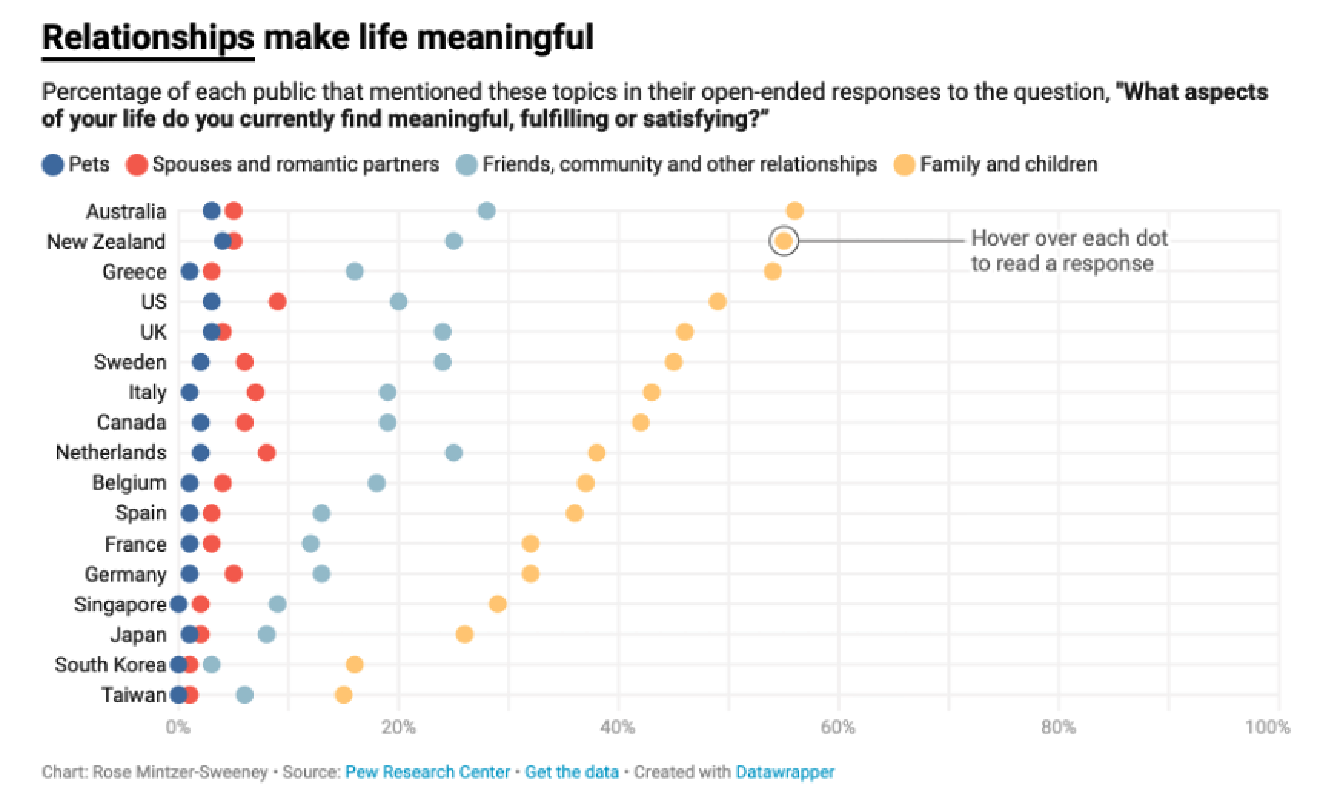 Relationships make life meaningful
Percentage of each public that mentioned these topics in their open-ended responses to the question, "What aspects
of your life do you currently find meaningful, fulfilling or satisfying?”
Pets Spouses and romantic partners Friends, community and other relationships Family and children
Australia
New Zealand
Hover over each dot
to read a response
Greece
US
UK
Sweden
Italy
Canada
Netherlands
Belgium
Spain
France
Germany
Singapore
Japan
South Korea
Taiwan
0% 20% 40% 60% 80% 100%
Chart: Rose Mintzer-Sweeney • Source: Pew Research Center • Get the data • Created with Datawrapper